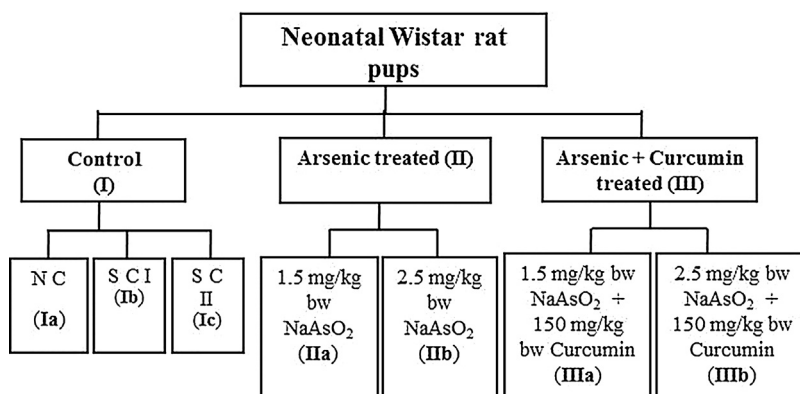 Neonatal Wistar rat
pups
Control
(I)
Arsenic treated (II)
Arsenic + Curcumin
treated (III)
N C
(Ia)
S C I
(Ib)
S C
II
(Ic)
1.5 mg/kg
bw
NaAsO₂
(IIa)
2.5 mg/kg
bw
NaAsO₂
(IIb)
1.5 mg/kg bw
NaAsO₂ ÷
150 mg/kg
bw Curcumin
(IIIa)
2.5 mg/kg bw
NaAsO₂ ÷
150 mg/kg bw
Curcumin
(IIIb)